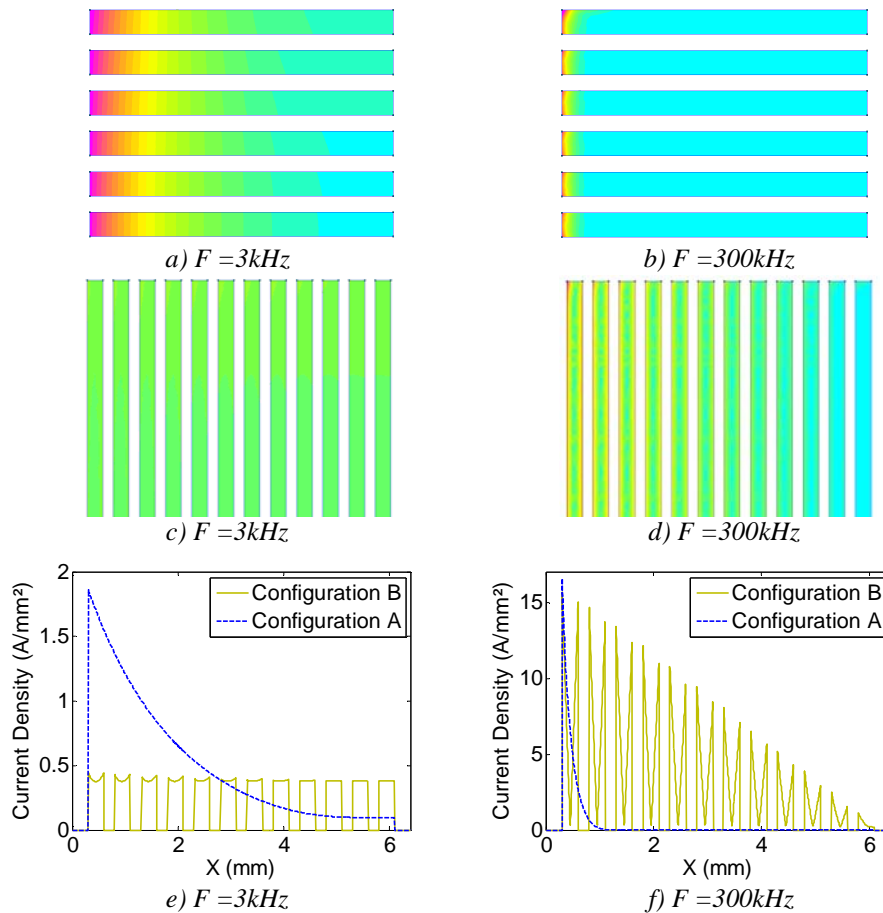 a) F =3kHz
b) F =300kHz
c) F =3kHz
d) F =300kHz
2
1.5
1
0.5
0
Current Density (A/mm²)
Configuration B
Configuration A
0
2
4
6
X (mm)
e) F =3kHz
15
10
5
0
Current Density (A/mm²)
Configuration B
Configuration A
0
2
4
6
X (mm)
f) F =300kHz